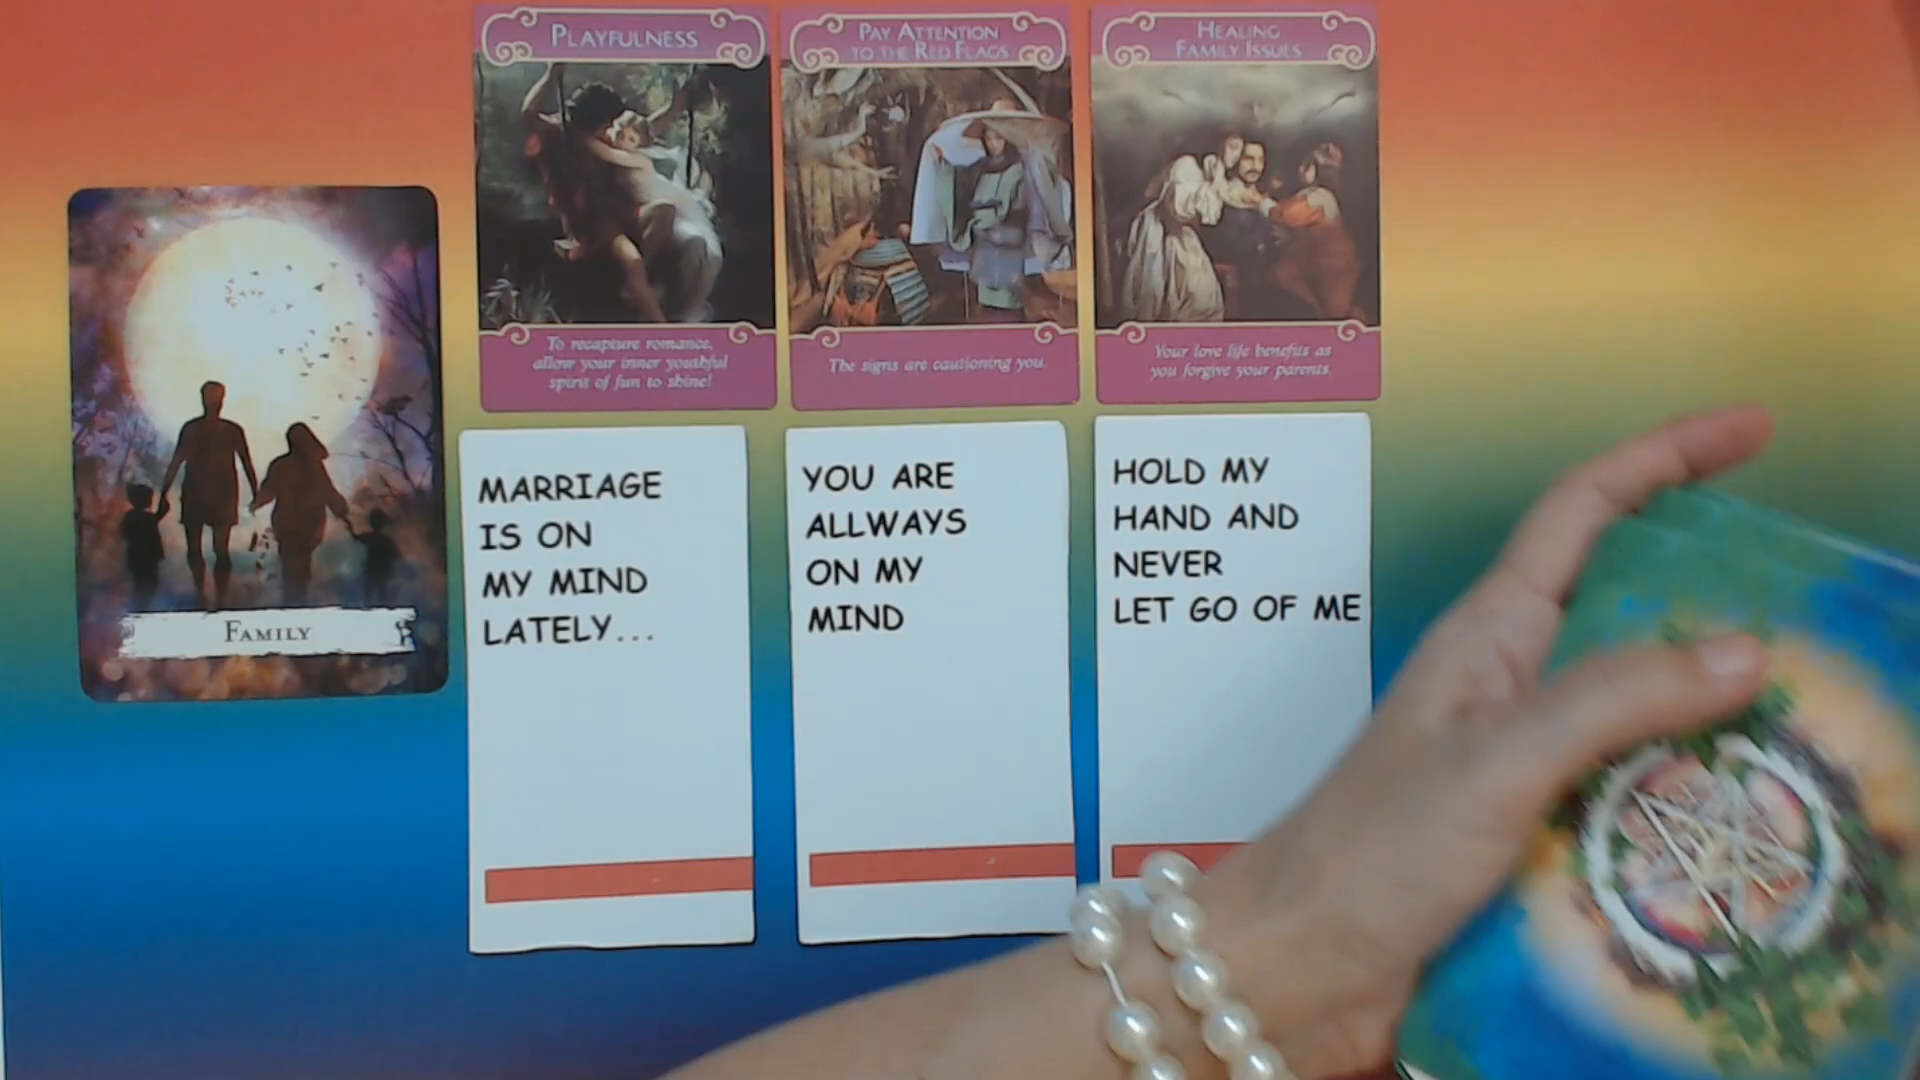 PLAYFULNESS
To recapture romance,
allow your inner youthful
spirit of fun to shine!
PAY ATTENTION
TO THE RED FLAGS
The signs are cautioning you.
HEALING
FAMILY ISSUES
Your love life benefits as
you forgive your parents.
FAMILY
MARRIAGE
IS ON
MY MIND
LATELY...
YOU ARE
ALLWAYS
ON MY
MIND
HOLD MY
HAND AND
NEVER
LET GO OF ME